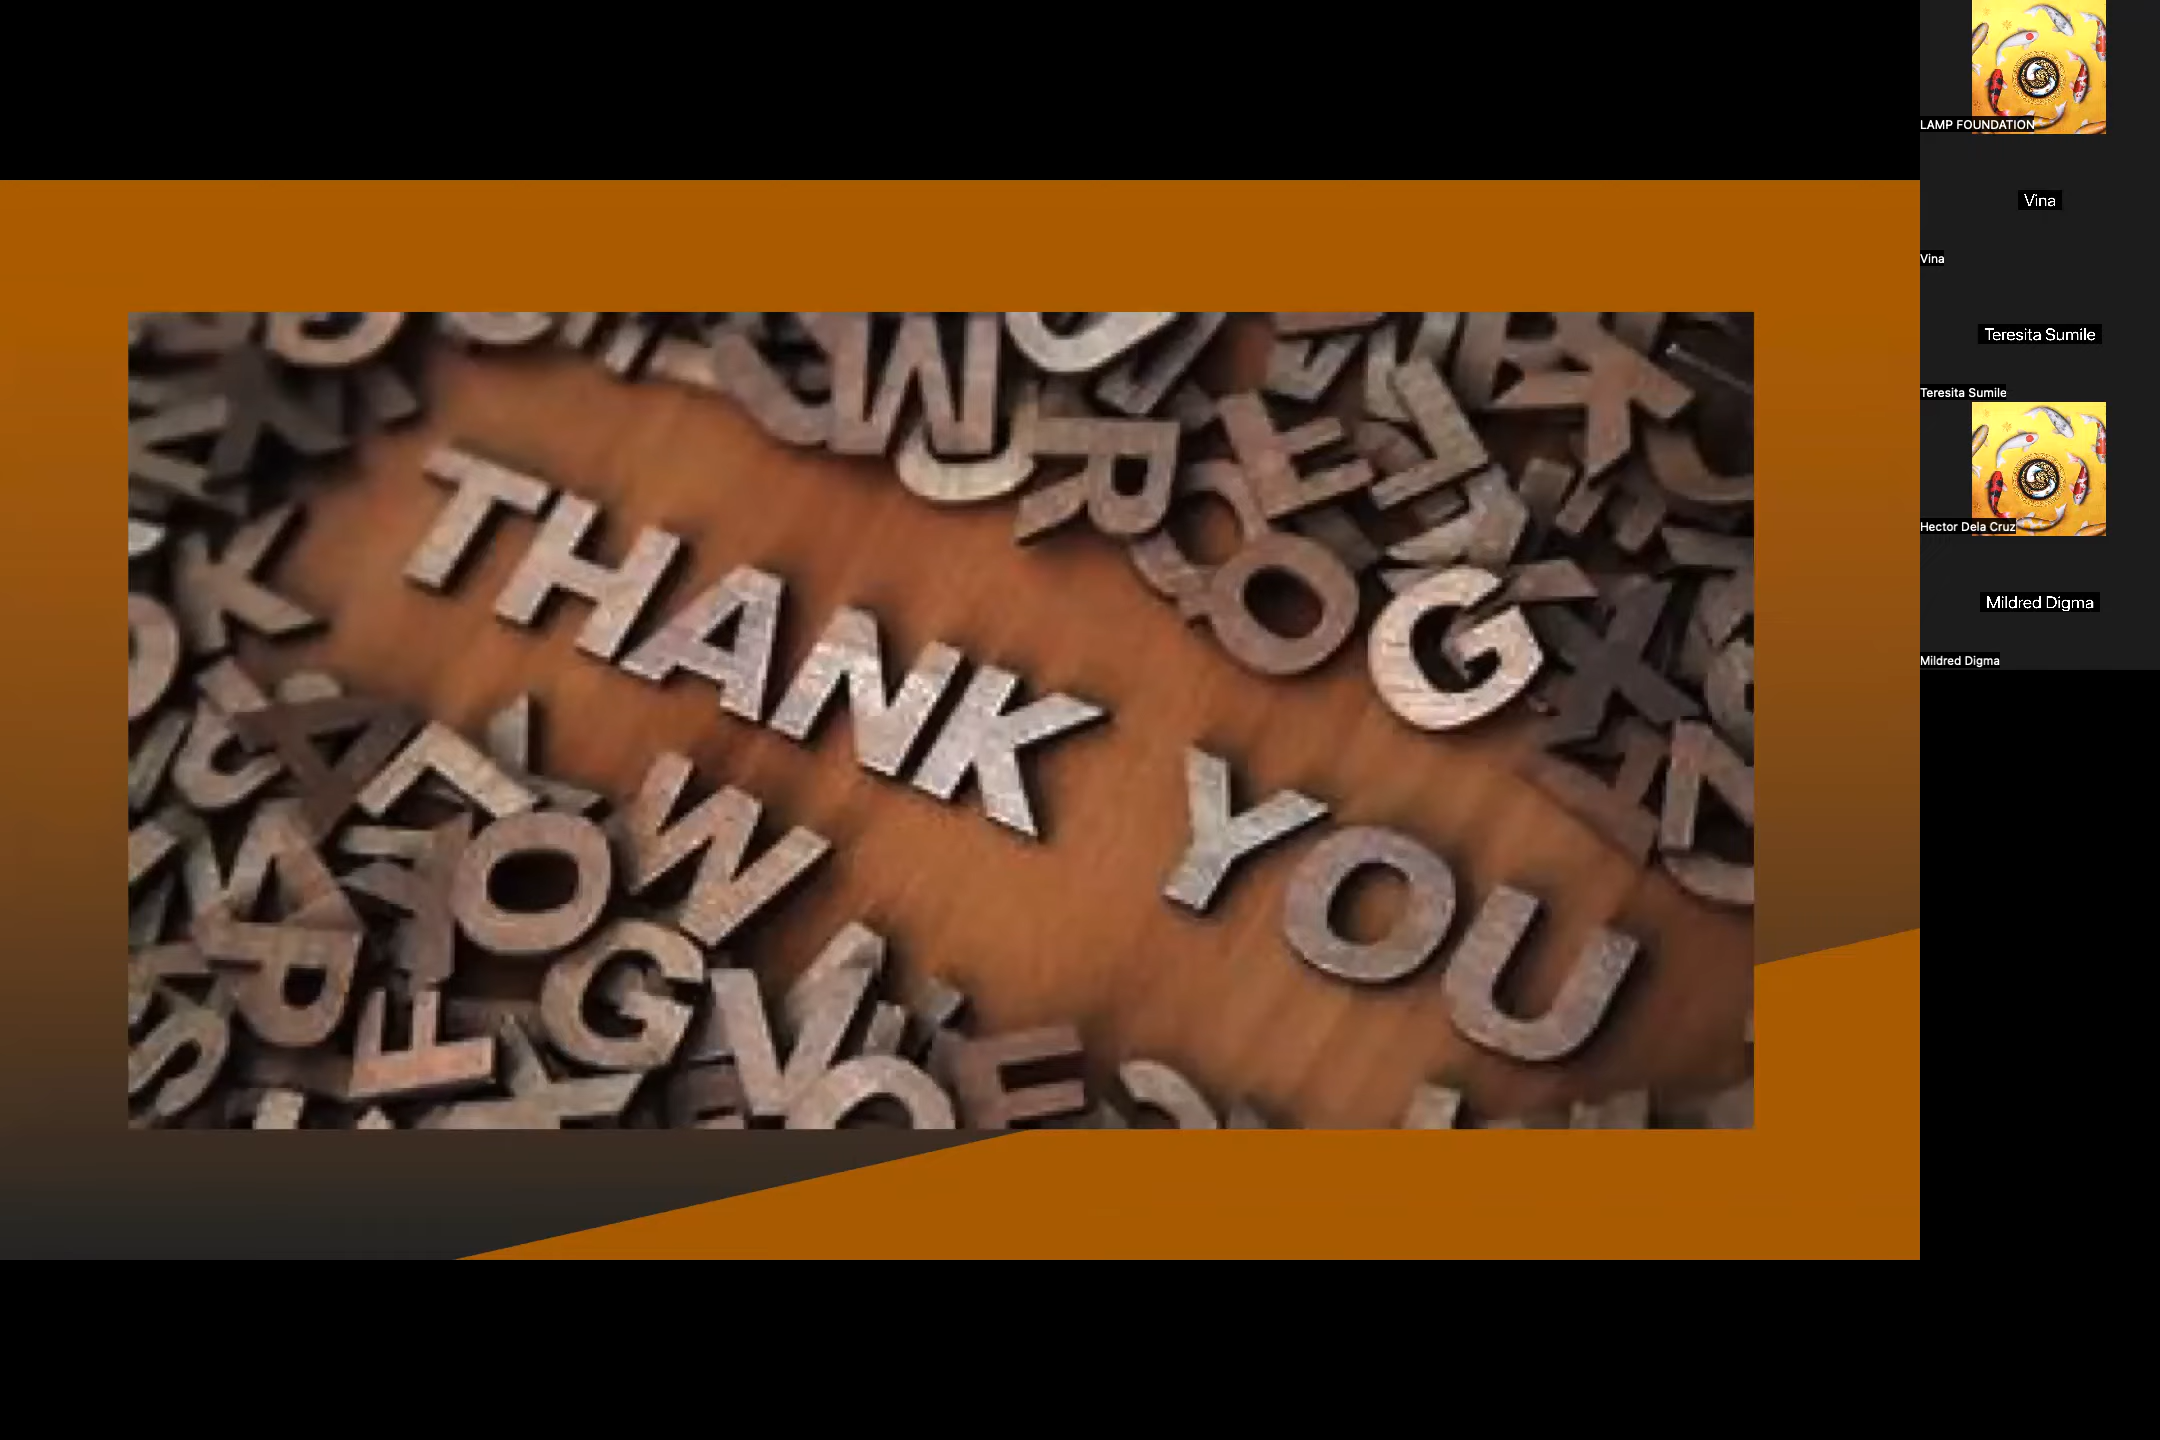 THANK YOU
LAMP FOUNDATION
Vina
Vina
Teresita Sumile
Teresita Sumile
Hector Dela Cruz
Mildred Digma
Mildred Digma